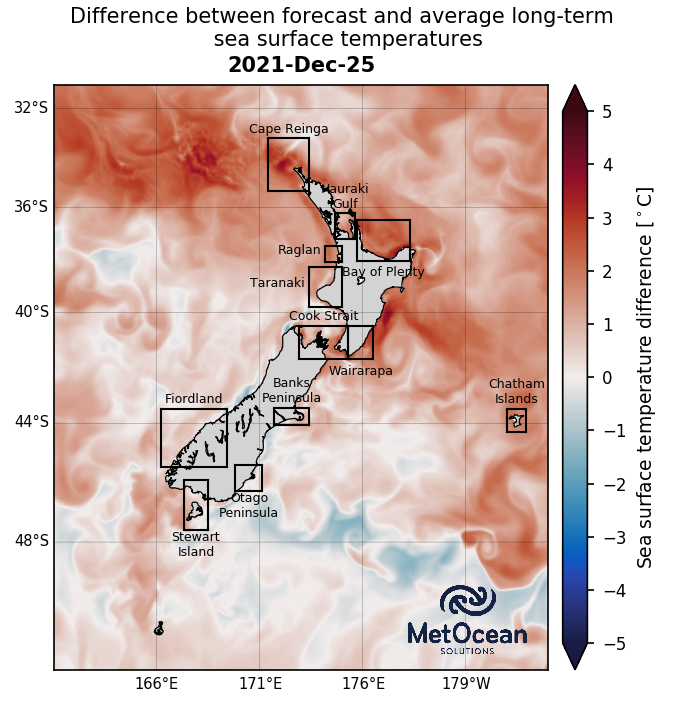 Difference between forecast and average long-term
sea surface temperatures
2021-Dec-25
32°S
36°S
40°S
44°S
48°S
166°E
171°E
176°E
179°W
Cape Reinga
Hauraki
Gulf
Raglan
Bay of Plenty
Taranaki
Cook Strait
Wairarapa
Banks
Peninsula
Fiordland
Chatham
Islands
Otago
Peninsula
Stewart
Island
MetOcean
SOLUTIONS
5
4
3
2
1
0
−1
−2
−3
−4
−5
Sea surface temperature difference [°C]